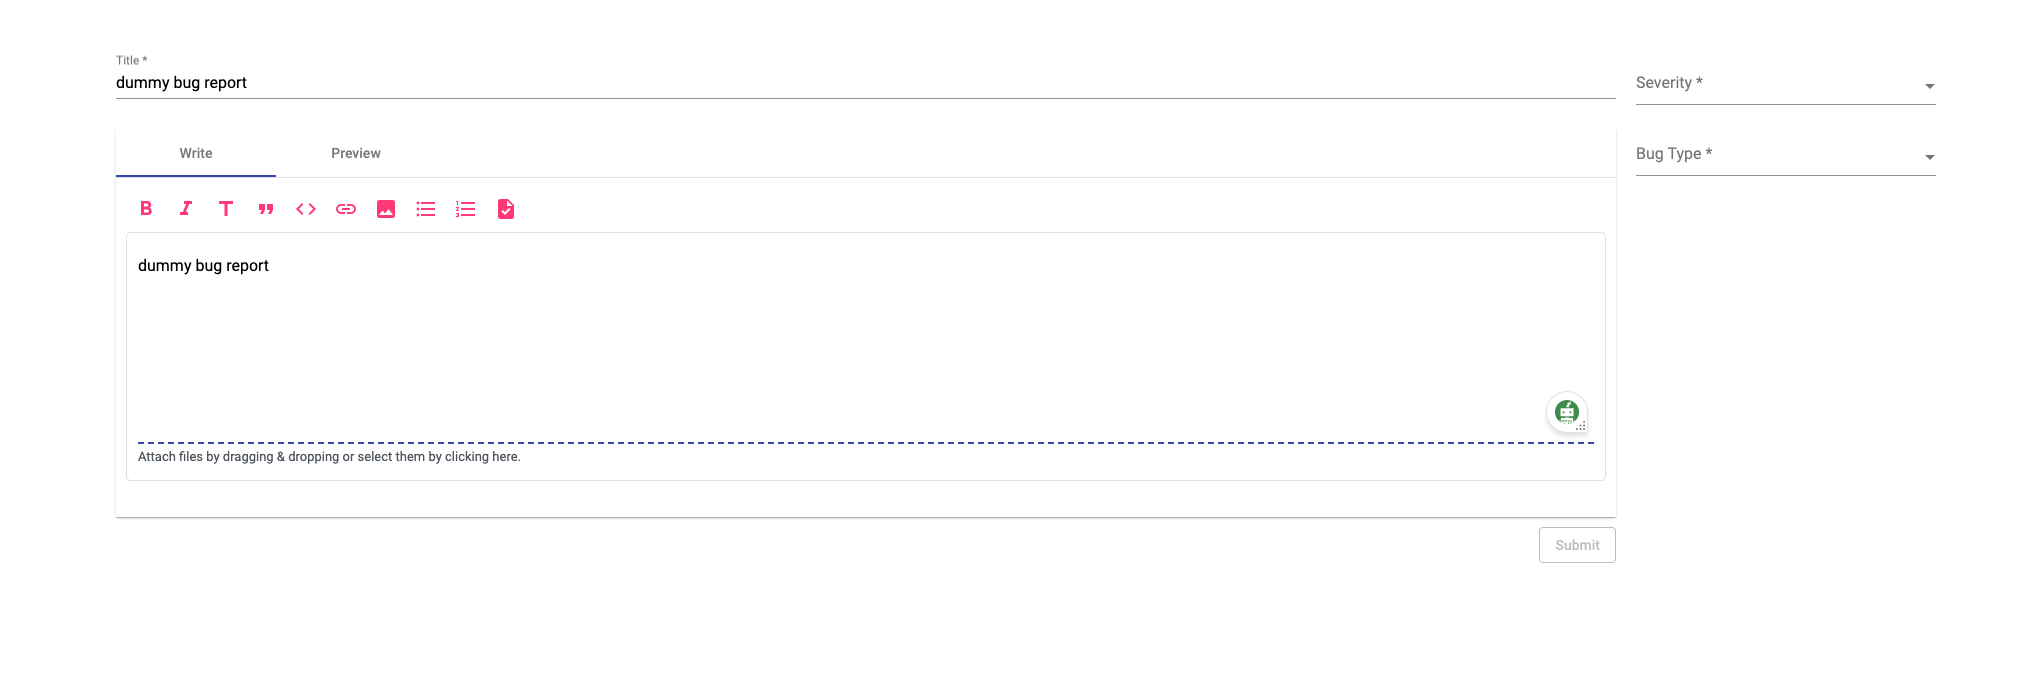 Title *
dummy bug report
Severity *
Write
Preview
Bug Type *
dummy bug report
Attach files by dragging & dropping or select them by clicking here.
Submit